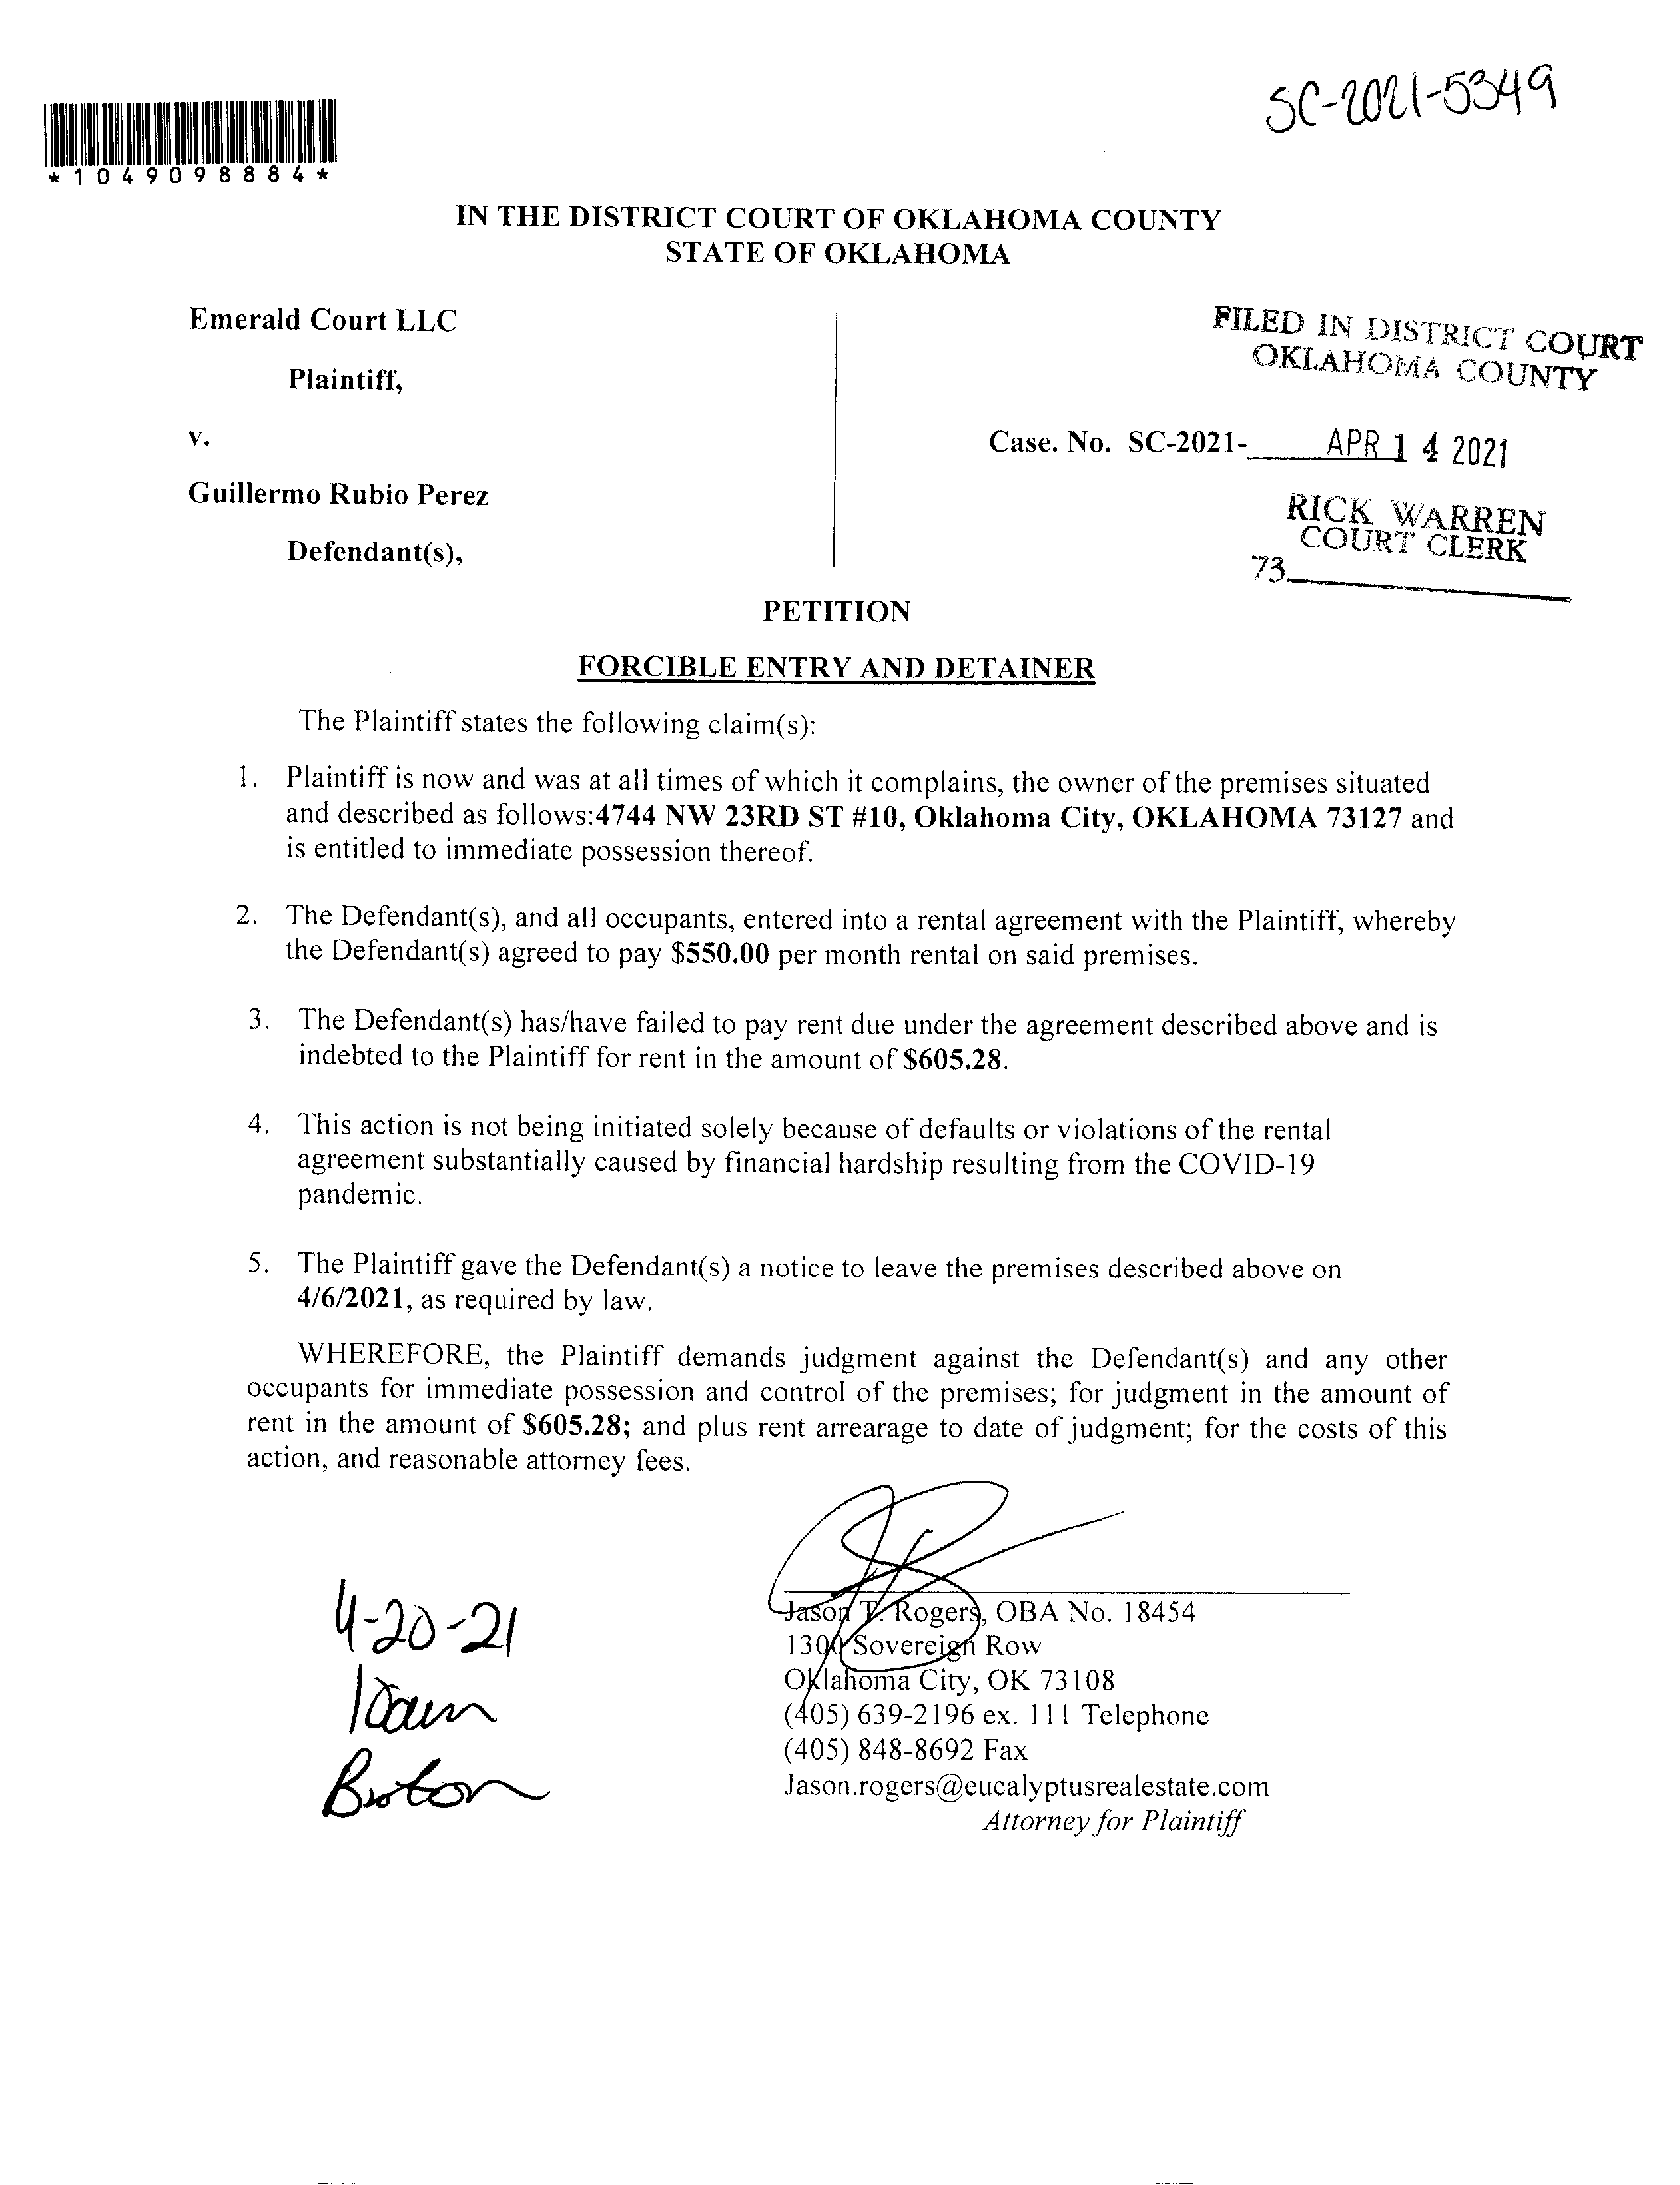 SC-2021-5349
*1049098884*
IN THE DISTRICT COURT OF OKLAHOMA COUNTY
STATE OF OKLAHOMA
Emerald Court LLC
Plaintiff,
v.
Guillermo Rubio Perez
Defendant(s),
FILED IN DISTRICT COURT
OKLAHOMA COUNTY
Case. No. SC-2021-____ APR 14 2021
RICK WARREN
COURT CLERK
73
PETITION
FORCIBLE ENTRY AND DETAINER
The Plaintiff states the following claim(s):
1. Plaintiff is now and was at all times of which it complains, the owner of the premises situated
and described as follows:4744 NW 23RD ST #10, Oklahoma City, OKLAHOMA 73127 and
is entitled to immediate possession thereof.
2. The Defendant(s), and all occupants, entered into a rental agreement with the Plaintiff, whereby
the Defendant(s) agreed to pay $550.00 per month rental on said premises.
3. The Defendant(s) has/have failed to pay rent due under the agreement described above and is
indebted to the Plaintiff for rent in the amount of $605.28.
4. This action is not being initiated solely because of defaults or violations of the rental
agreement substantially caused by financial hardship resulting from the COVID-19
pandemic.
5. The Plaintiff gave the Defendant(s) a notice to leave the premises described above on
4/6/2021, as required by law.
WHEREFORE, the Plaintiff demands judgment against the Defendant(s) and any other
occupants for immediate possession and control of the premises; for judgment in the amount of
rent in the amount of $605.28; and plus rent arrearage to date of judgment; for the costs of this
action, and reasonable attorney fees.
4-20-21
10am
Jason T. Rogers, OBA No. 18454
1300 Sovereign Row
Oklahoma City, OK 73108
(405) 639-2196 ex. 111 Telephone
(405) 848-8692 Fax
Jason.rogers@eucalyptusrealestate.com
Attorney for Plaintiff